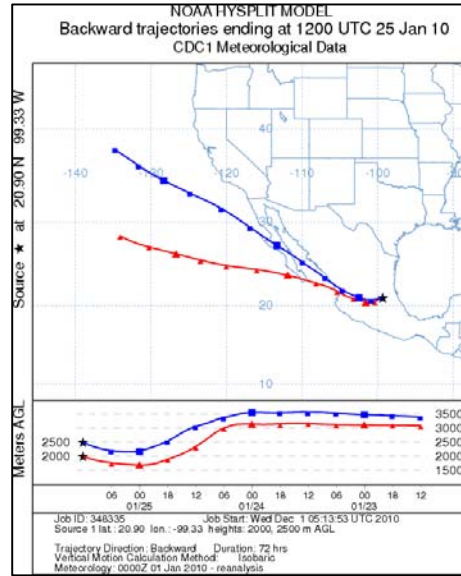 NOAA HYSPLIT MODEL
Backward trajectories ending at 1200 UTC 25 Jan 10
CDC1 Meteorological Data
Source ★ at 20.90 N 99.33 W
40
-140
-130
-120
-110
-100
30
20
10
Meters AGL
2500
2000
3500
3000
2500
2000
1500
06 00 18 12 06 00 18 12 06 00 18 12
01/25 01/24 01/23
Job ID: 348335 Job Start: Wed Dec 1 05:13:53 UTC 2010
Source 1 lat.: 20.90 lon.: -99.33 heights: 2000, 2500 m AGL
Trajectory Direction: Backward Duration: 72 hrs
Vertical Motion Calculation Method: Isobaric
Meteorology: 0000Z 01 Jan 2010 - reanalysis